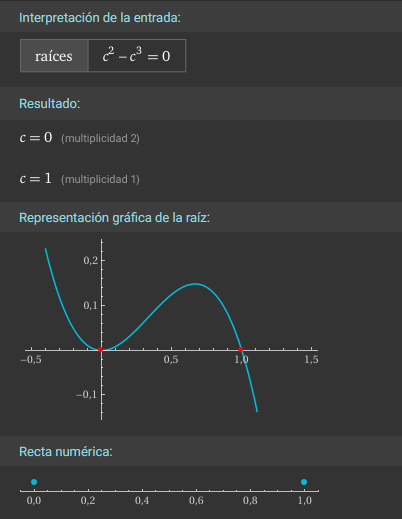 Interpretación de la entrada:
raíces c² – c³ = 0
Resultado:
c = 0 (multiplicidad 2)
c = 1 (multiplicidad 1)
Representación gráfica de la raíz:
0,2
0,1
−0,5 0,5 1,0 1,5
−0,1
Recta numérica:
0,0 0,2 0,4 0,6 0,8 1,0